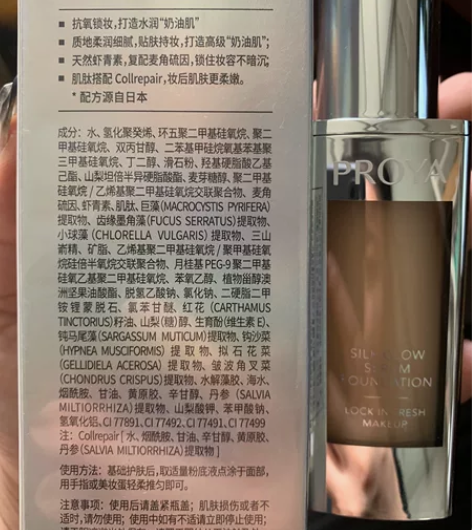 抗氧锁妆,打造水润“奶油肌”
质地柔润细腻,贴肤持妆,打造高级“奶油肌”;
天然虾青素,复配麦角硫因,锁住妆容不暗沉;
肌肽搭配 Collrepair,妆后肌肤更柔嫩。
* 配方源自日本
成分: 水、氢化聚癸烯、环五聚二甲基硅氧烷、聚二
甲基硅氧烷、双丙甘醇、二苯基甲硅烷氧基苯基聚
三甲基硅氧烷、丁二醇、滑石粉、羟基硬脂酸乙基
己酯、山梨坦倍半异硬脂酸酯、麦芽糖醇、聚二甲基
硅氧烷 / 乙烯基聚二甲基硅氧烷交联聚合物、麦角
硫因、虾青素、肌肽、巨藻(MACROCYSTIS PYRIFERA)
提取物、齿缘墨角藻(FUCUS SERRATUS)提取物、
小球藻 (CHLORELLA VULGARIS) 提取物、三山
嵛精、矿脂、乙烯基聚二甲基硅氧烷 / 聚甲基硅氧
烷硅倍半氧烷交联聚合物、月桂基 PEG-9 聚二甲基
硅氧乙基聚二甲基硅氧烷、苯氧乙醇、植物甾醇澳
洲坚果油酸酯、脱氢乙酸钠、氯化钠、二硬脂二甲
铵锂蒙脱石、氯苯甘醚、红花 (CARTHAMUS
TINCTORIUS)籽油、山梨(糖)醇、生育酚(维生素 E)、
钝马尾藻(SARGASSUM MUTICUM)提取物、钩沙菜
(HYPNEA MUSCIFORMIS) 提取物、拟石花菜
(GELLIDIELA ACEROSA) 提取物、皱波角叉菜
(CHONDRUS CRISPUS)提取物、水解胶原、海水、
烟酰胺、甘油、黄原胶、辛甘醇、丹参 (SALVIA
MILTIORRHIZA)提取物、山梨酸钾、苯甲酸钠、
氢氧化铝、CI 77891、CI 77492、CI 77491、CI 77499
注: Collrepair [ 水、烟酰胺、甘油、辛甘醇、黄原胶、
丹参 (SALVIA MILTIORRHIZA) 提取物 ]
使用方法: 基础护肤后,取适量粉底液点涂于面部,
用手指或美妆蛋轻柔推匀即可。
注意事项: 使用后请盖紧瓶盖; 肌肤损伤或者不
适时,请勿使用; 使用中如有不适请立即停止使用;
PROYA
SILK GLOW
SERUM
FOUNDATION
LOCK IN FRESH
MAKEUP